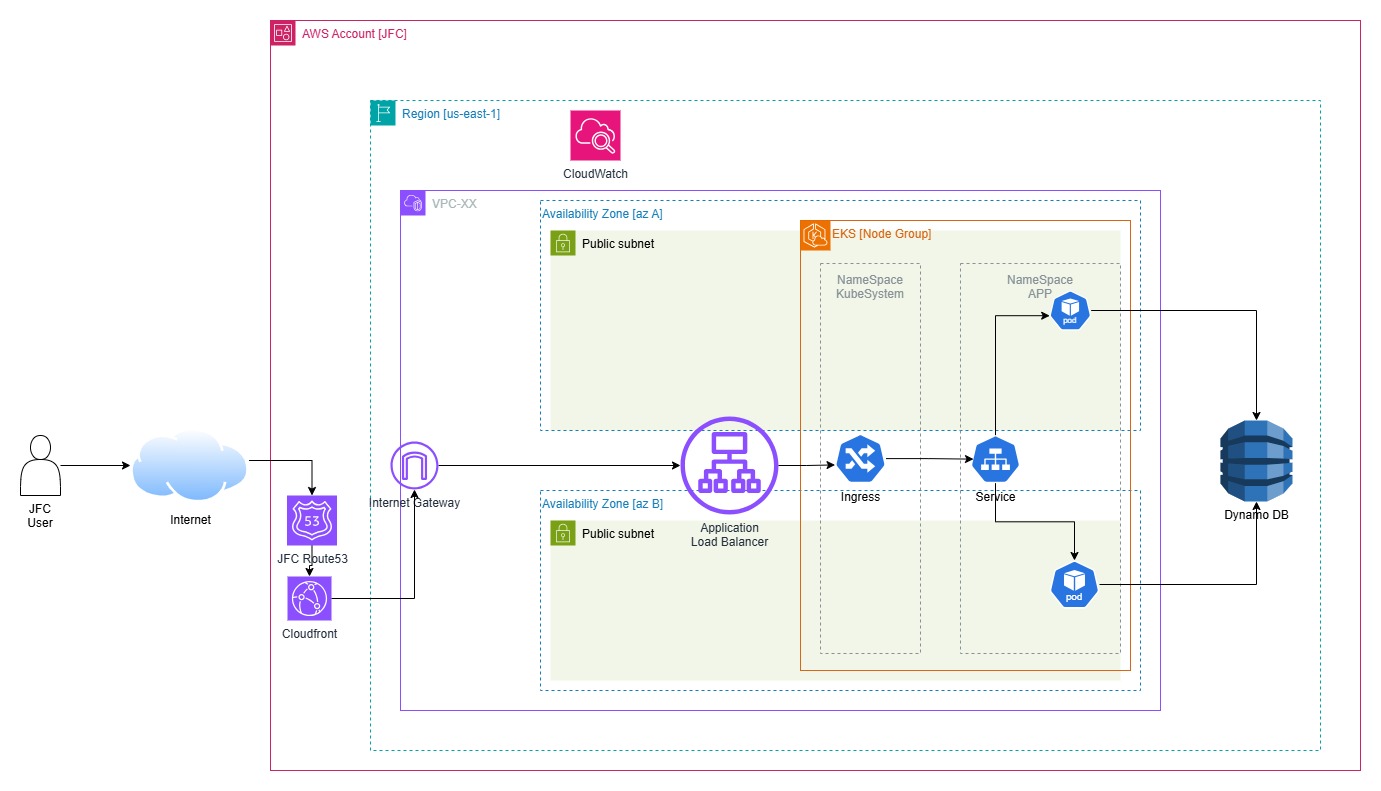 AWS Account [JFC]
Region [us-east-1]
CloudWatch
VPC-XX
Availability Zone [az A]
Public subnet
EKS [Node Group]
NameSpace
KubeSystem
NameSpace
APP
pod
JFC
User
Internet
53
JFC Route53
Cloudfront
Internet Gateway
Application
Load Balancer
Ingress
Service
Availability Zone [az B]
Public subnet
pod
Dynamo DB